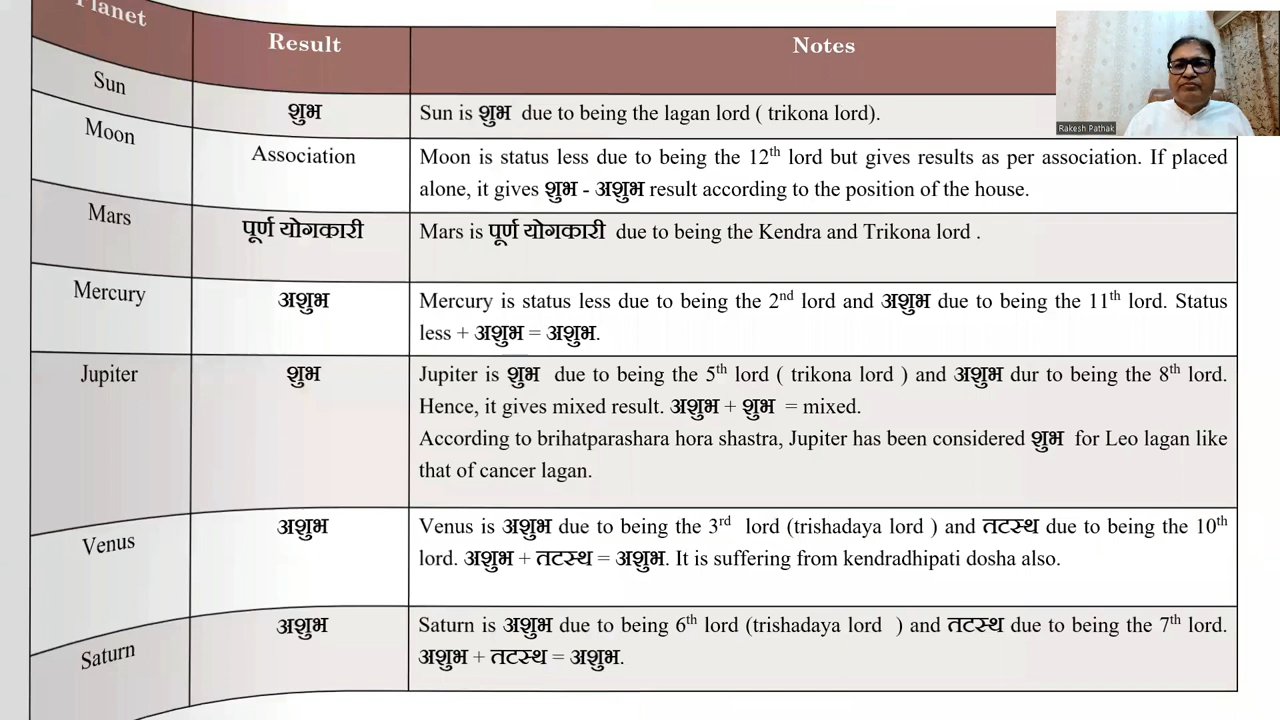 Planet
Result
Notes
Sun
शुभ
Sun is शुभ due to being the lagan lord ( trikona lord).
Rakesh Pathak
Moon
Association
Moon is status less due to being the 12th lord but gives results as per association. If placed
alone, it gives शुभ - अशुभ result according to the position of the house.
Mars
पूर्ण योगकारी
Mars is पूर्ण योगकारी due to being the Kendra and Trikona lord .
Mercury
अशुभ
Mercury is status less due to being the 2nd lord and अशुभ due to being the 11th lord. Status
less + अशुभ = अशुभ.
Jupiter
शुभ
Jupiter is शुभ due to being the 5th lord ( trikona lord ) and अशुभ dur to being the 8th lord.
Hence, it gives mixed result. अशुभ + शुभ = mixed.
According to brihatparashara hora shastra, Jupiter has been considered शुभ for Leo lagan like
that of cancer lagan.
Venus
अशुभ
Venus is अशुभ due to being the 3rd lord (trishadaya lord ) and तटस्थ due to being the 10th
lord. अशुभ + तटस्थ = अशुभ. It is suffering from kendradhipati dosha also.
Saturn
अशुभ
Saturn is अशुभ due to being 6th lord (trishadaya lord ) and तटस्थ due to being the 7th lord.
अशुभ + तटस्थ = अशुभ.